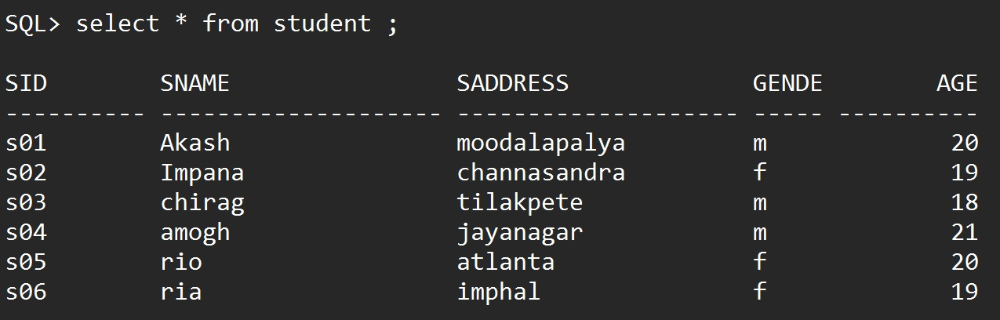 SQL> select * from student ;
SID        SNAME                SADDRESS             GENDE        AGE
---------- -------------------- -------------------- ----- ----------
s01        Akash                moodalapalya         m             20
s02        Impana               channasandra         f             19
s03        chirag               tilakpete            m             18
s04        amogh                jayanagar            m             21
s05        rio                  atlanta              f             20
s06        ria                  imphal               f             19